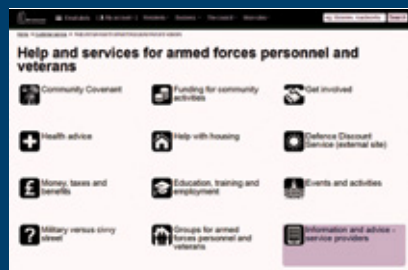 Help and services for armed forces personnel and
veterans
Community Covenant
Funding for community
activities
Get involved
Health advice
Help with housing
Defence Discount
Service (external site)
Money, taxes and
benefits
Education, training and
employment
Events and activities
Military versus civvy
street
Groups for armed
forces personnel and
veterans
Information and advice -
service providers